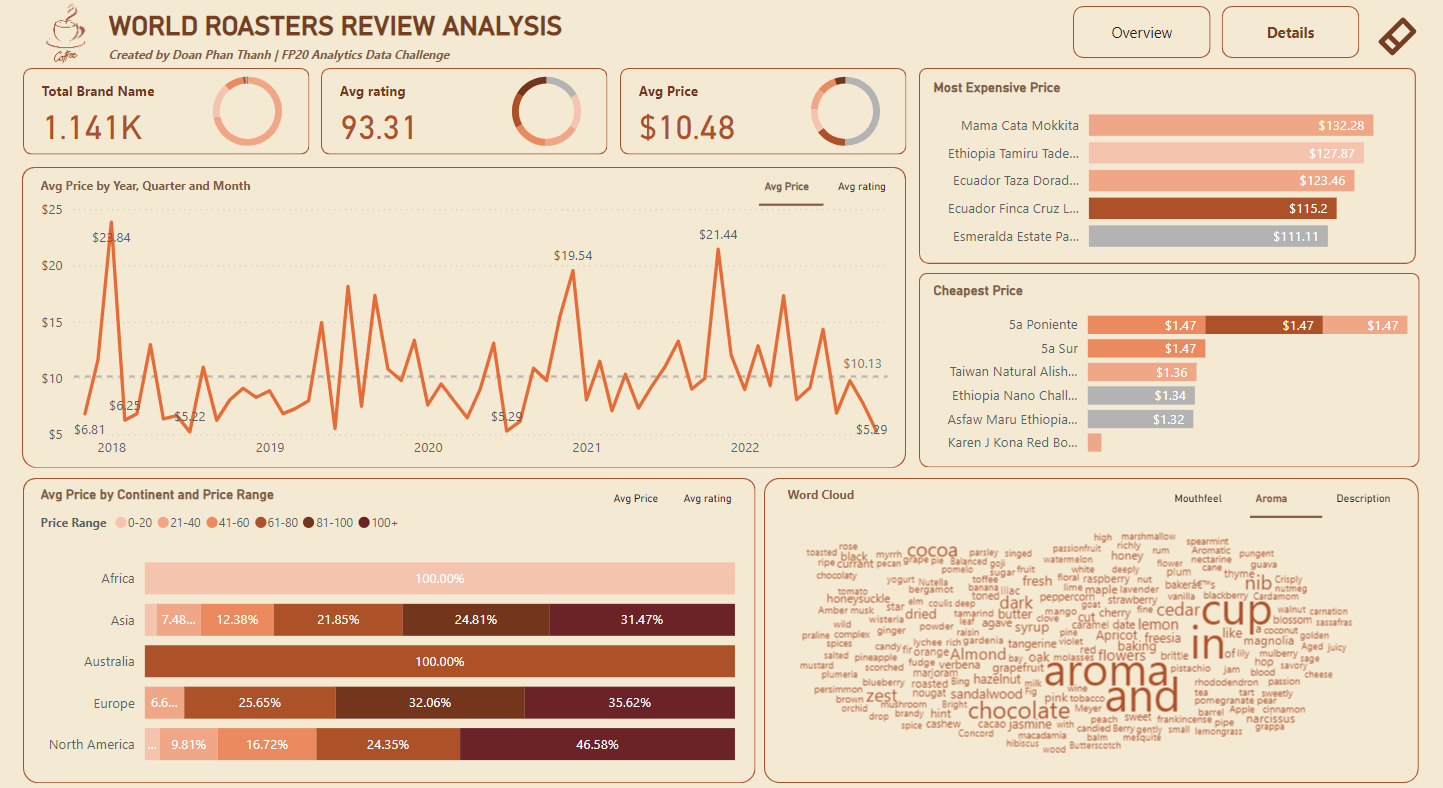 WORLD ROASTERS REVIEW ANALYSIS
Created by Doan Phan Thanh | FP20 Analytics Data Challenge
Coffee
Overview
Details
Total Brand Name
1.141K
Avg rating
93.31
Avg Price
$10.48
Most Expensive Price
Mama Cata Mokkita $132.28
Ethiopia Tamiru Tade... $127.87
Ecuador Taza Dorad... $123.46
Ecuador Finca Cruz L... $115.2
Esmeralda Estate Pa... $111.11
Avg Price by Year, Quarter and Month
Avg Price Avg rating
$25
$20
$15
$10
$5
$23.84
$19.54
$21.44
$10.13
$6.81
$6.25
$5.22
$5.29
$5.29
2018 2019 2020 2021 2022
Cheapest Price
5a Poniente $1.47 $1.47 $1.47
5a Sur $1.47
Taiwan Natural Alish... $1.36
Ethiopia Nano Chall... $1.34
Asfaw Maru Ethiopia... $1.32
Karen J Kona Red Bo...
Avg Price by Continent and Price Range
Avg Price Avg rating
Price Range 0-20 21-40 41-60 61-80 81-100 100+
Africa 100.00%
Asia 7.48... 12.38% 21.85% 24.81% 31.47%
Australia 100.00%
Europe 6.6... 25.65% 32.06% 35.62%
North America ... 9.81% 16.72% 24.35% 46.58%
Word Cloud
Mouthfeel Aroma Description
high marshmallow
rose passionfruit richly spearmint
toasted black myrrh cocoa parsley singed honey rum Aromatic pungent
ripe currant pecan grape pie Balanced goji watermelon flower nectarine guava
chocolaty pomelo sugar fruit white deeply plum cane thyme
yogurt Nutella toffee fresh floral raspberry nut bakerâ€™s nib Crisply
tomato bergamot banana lilac lime maple lavender vanilla blackberry Cardamom nutmeg
honeysuckle elm coulis deep toned peppercorn strawberry
Amber musk star dried tamarind dark butter clove mango goat cut cherry fine cedar cup walnut carnation
wild wisteria leaf agave syrup caramel date lemon blossom sassafras
praline complex ginger powder raisin pine Apricot freesia in like a coconut golden
spices candy lychee rich gardenia tangerine violet baking magnolia Aged juicy
salted pineapple fir orange Almond bay oak molasses red flowers brittle of lily mulberry sage
mustard scorched fudge verbena grapefruit aroma pistachio jam hop savory
plumeria marjoram blood cheese
persimmon blueberry roasted Bing hazelnut milk wine and rhododendron passion
brown zest nougat sandalwood Fig pink tobacco tea tart sweetly
orchid mushroom Bright chocolate Meyer pomegranate pear
drop brandy hint peach sweet frankincense barrel Apple cinnamon
spice cashew cacao jasmine with candied Berry gently small pipe narcissus
Concord macadamia balm mesquite lemongrass grappa
hibiscus wood Butterscotch